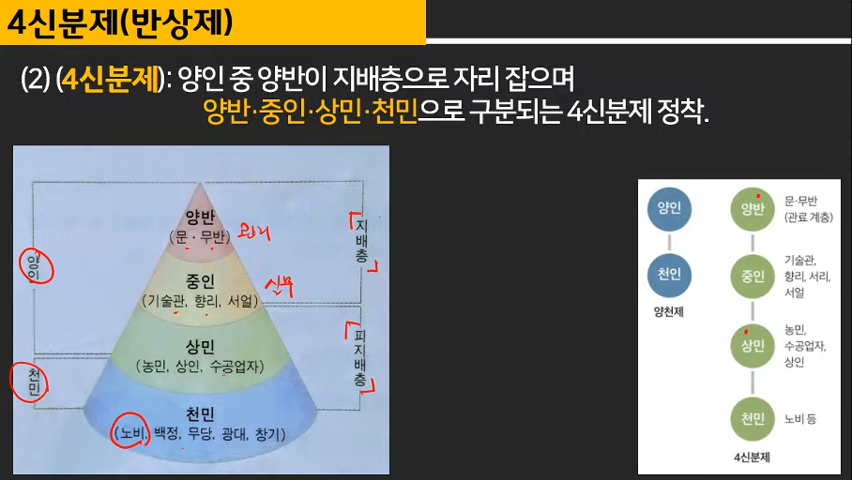 4신분제(반상제)
(2) (4신분제): 양인 중 양반이 지배층으로 자리 잡으며
양반·중인·상민·천민으로 구분되는 4신분제 정착.
양반
(문·무반)
관리
중인
(기술관, 향리, 서얼)
실무
상민
(농민, 상인, 수공업자)
천민
(노비, 백정, 무당, 광대, 창기)
양인
천민
지배층
피지배층
양인
천인
양천제
양반
문·무반
(관료 계층)
중인
기술관,
향리, 서리,
서얼
상민
농민,
수공업자,
상인
천민
노비 등
4신분제